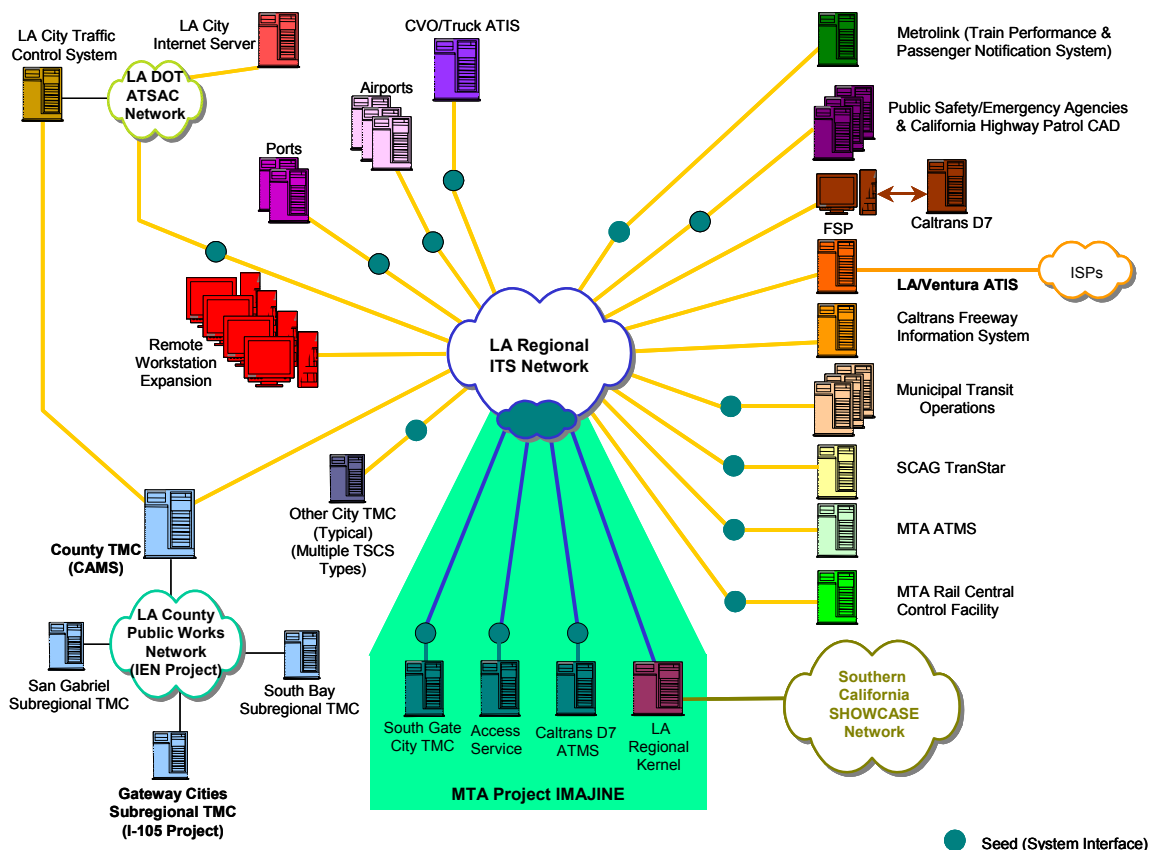 LA City Traffic
Control System
LA City
Internet Server
LA DOT
ATSAC
Network
CVO/Truck ATIS
Airports
Ports
Remote
Workstation
Expansion
Metrolink (Train Performance &
Passenger Notification System)
Public Safety/Emergency Agencies
& California Highway Patrol CAD
FSP
Caltrans D7
LA/Ventura ATIS
ISPs
Caltrans Freeway
Information System
LA Regional
ITS Network
Municipal Transit
Operations
SCAG TranStar
MTA ATMS
MTA Rail Central
Control Facility
Other City TMC
(Typical)
(Multiple TSCS
Types)
County TMC
(CAMS)
LA County
Public Works
Network
(IEN Project)
San Gabriel
Subregional TMC
South Bay
Subregional TMC
Gateway Cities
Subregional TMC
(I-105 Project)
South Gate
City TMC
Access
Service
Caltrans D7
ATMS
LA
Regional
Kernel
MTA Project IMAJINE
Southern
California
SHOWCASE
Network
Seed (System Interface)